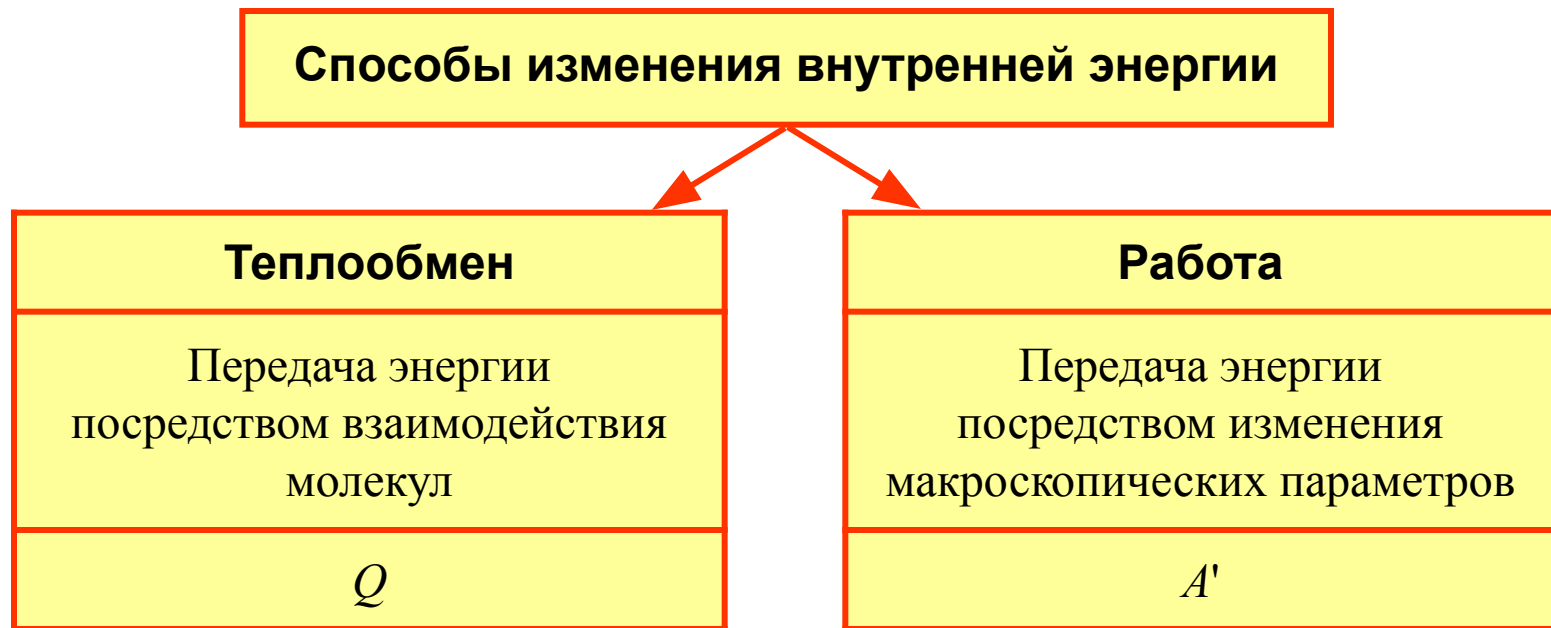 Способы изменения внутренней энергии
Теплообмен
Передача энергии
посредством взаимодействия
молекул
Q
Работа
Передача энергии
посредством изменения
макроскопических параметров
A'